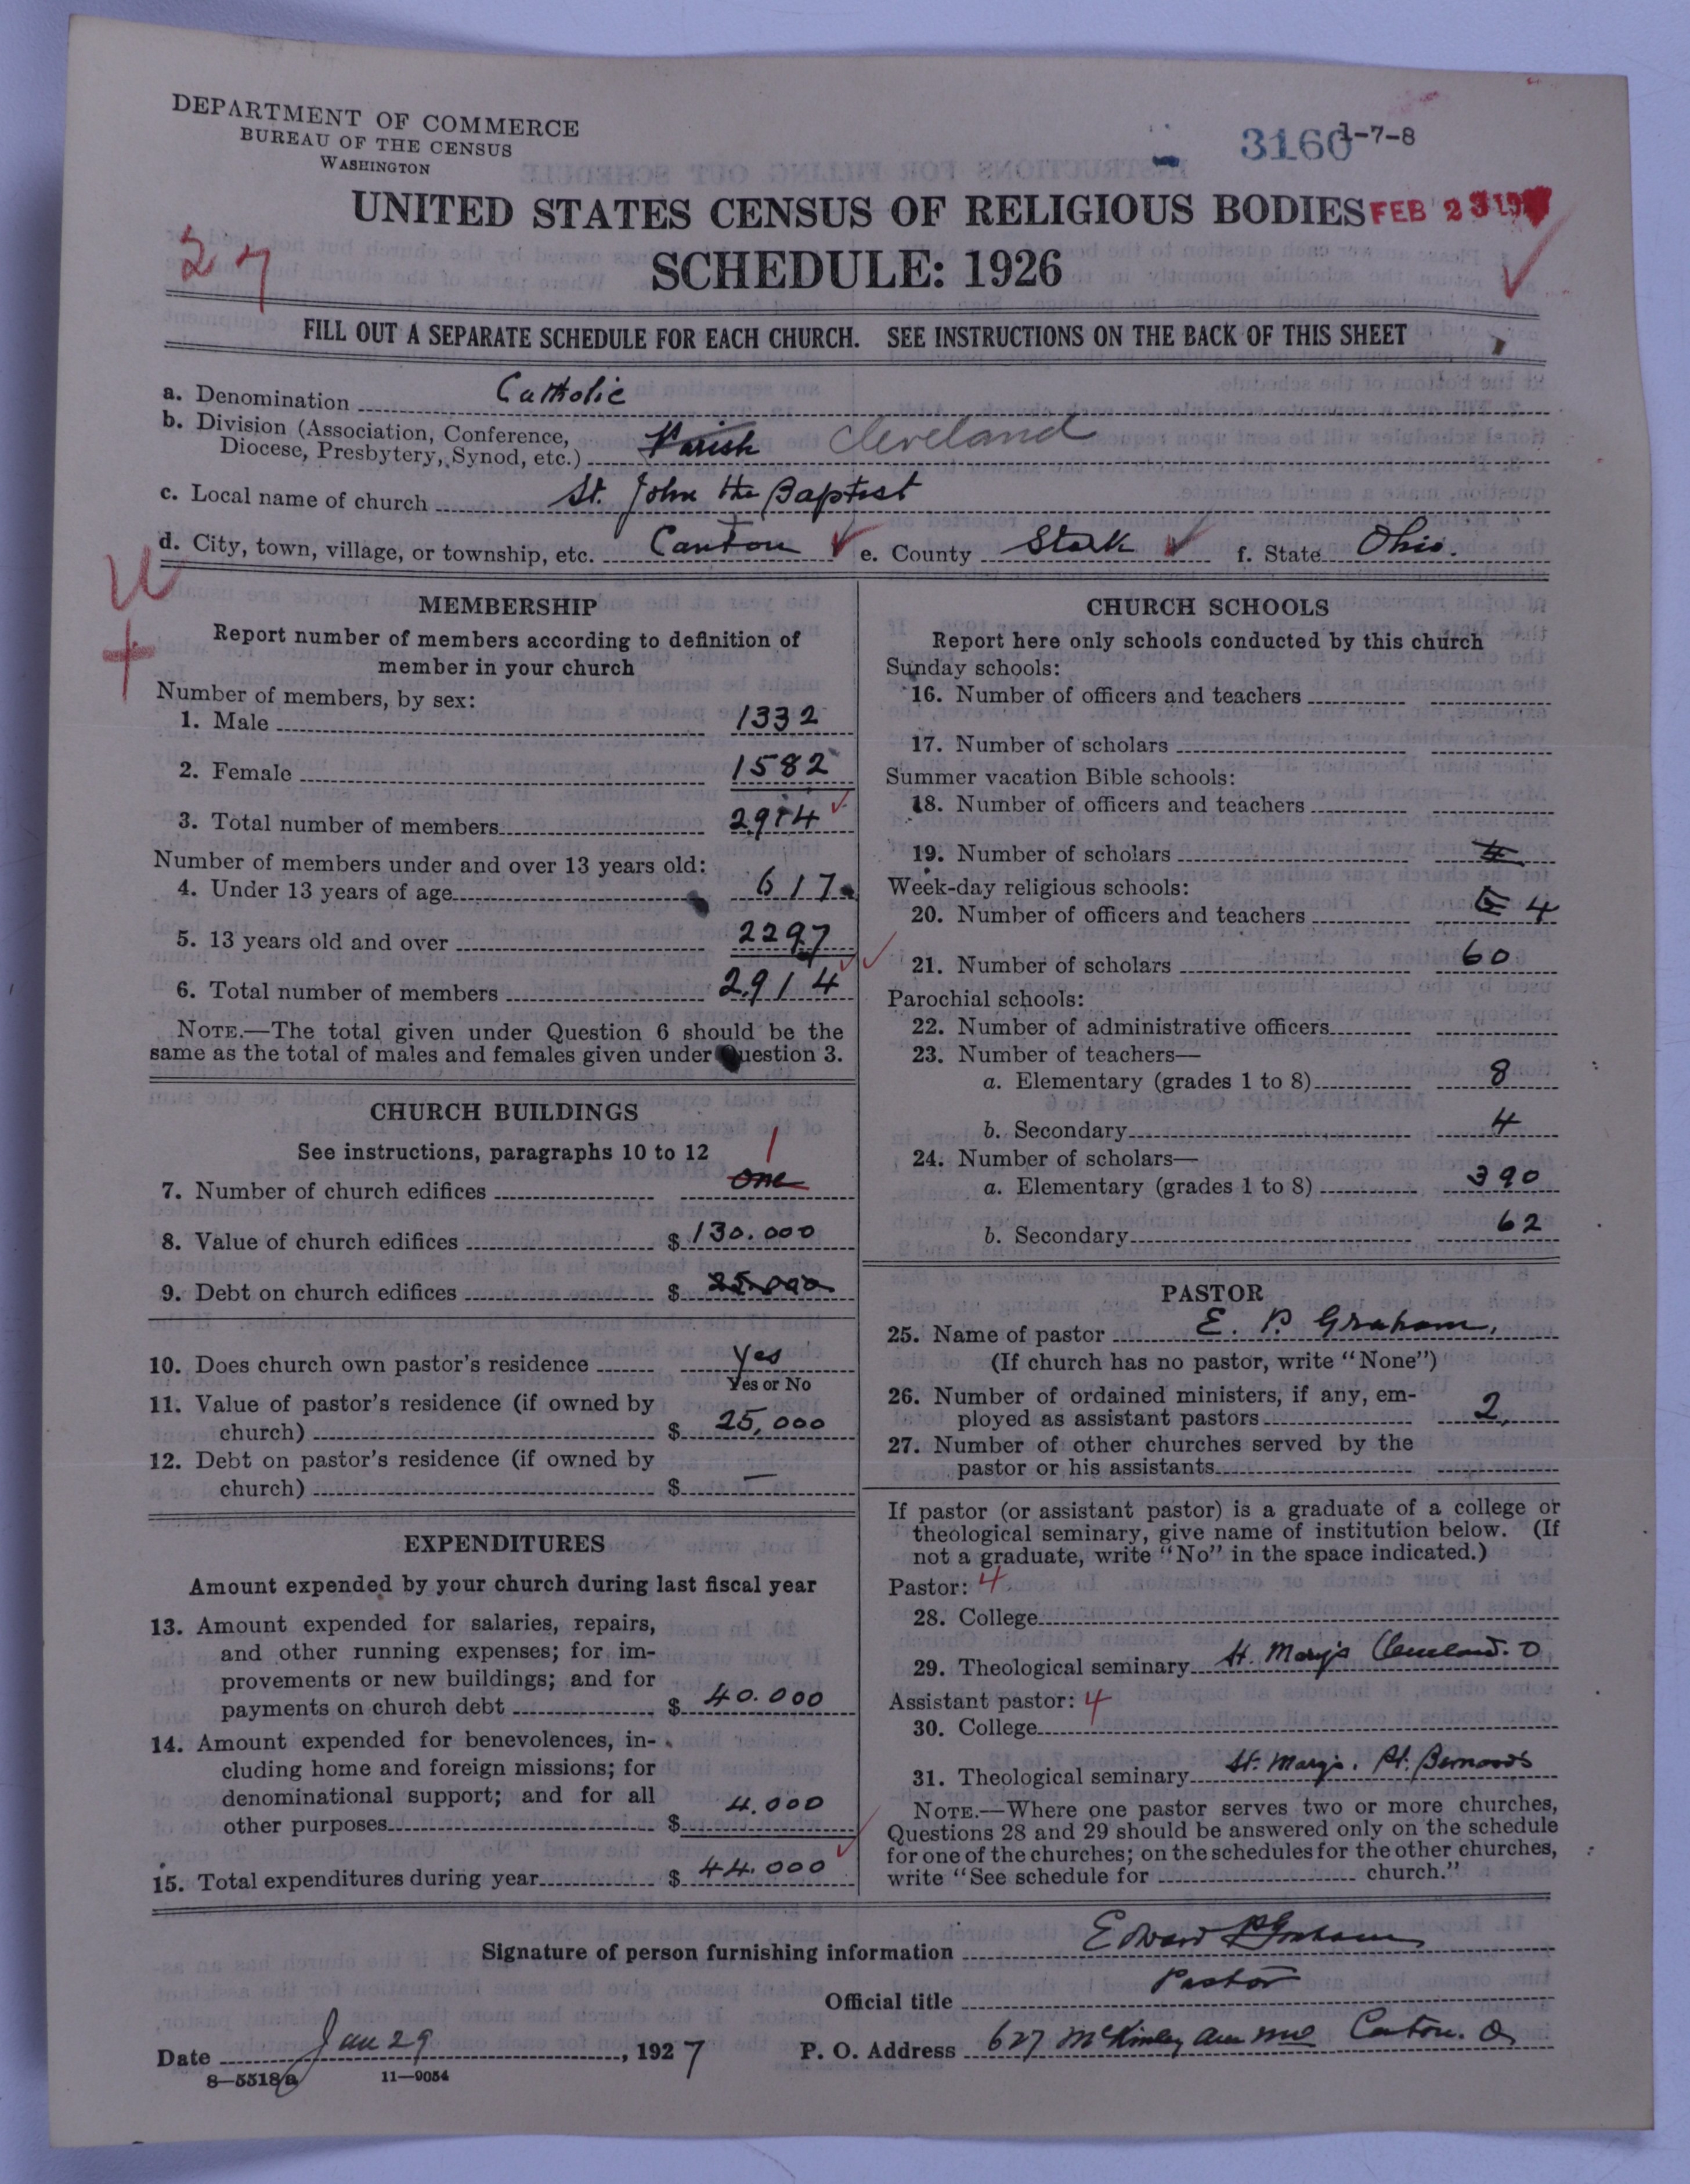 DEPARTMENT OF COMMERCE
BUREAU OF THE CENSUS
WASHINGTON
3160 1-7-8
UNITED STATES CENSUS OF RELIGIOUS BODIES FEB 23
27
SCHEDULE: 1926
FILL OUT A SEPARATE SCHEDULE FOR EACH CHURCH. SEE INSTRUCTIONS ON THE BACK OF THIS SHEET
a. Denomination Catholic
b. Division (Association, Conference, Diocese, Presbytery, Synod, etc.) Parish Cleveland
c. Local name of church St. John the Baptist
d. City, town, village, or township, etc. Canton e. County Stark f. State Ohio.
MEMBERSHIP
Report number of members according to definition of
member in your church
Number of members, by sex:
1. Male 1332
2. Female 1582
3. Total number of members 2914
Number of members under and over 13 years old:
4. Under 13 years of age 617
5. 13 years old and over 2297
6. Total number of members 2914
NOTE.—The total given under Question 6 should be the
same as the total of males and females given under Question 3.
CHURCH BUILDINGS
See instructions, paragraphs 10 to 12
1
7. Number of church edifices one
8. Value of church edifices $ 130.000
9. Debt on church edifices $ 25.000
10. Does church own pastor's residence Yes
Yes or No
11. Value of pastor's residence (if owned by
church) $ 25,000
12. Debt on pastor's residence (if owned by
church) $ —
EXPENDITURES
Amount expended by your church during last fiscal year
13. Amount expended for salaries, repairs,
and other running expenses; for im-
provements or new buildings; and for
payments on church debt $ 40.000
14. Amount expended for benevolences, in-
cluding home and foreign missions; for
denominational support; and for all
other purposes $ 4.000
15. Total expenditures during year $ 44.000
CHURCH SCHOOLS
Report here only schools conducted by this church
Sunday schools:
16. Number of officers and teachers
17. Number of scholars
Summer vacation Bible schools:
18. Number of officers and teachers
19. Number of scholars
Week-day religious schools:
20. Number of officers and teachers 4
21. Number of scholars 60
Parochial schools:
22. Number of administrative officers
23. Number of teachers—
a. Elementary (grades 1 to 8) 8
b. Secondary 4
24. Number of scholars—
a. Elementary (grades 1 to 8) 390
b. Secondary 62
PASTOR
25. Name of pastor E. P. Graham,
(If church has no pastor, write "None")
26. Number of ordained ministers, if any, em-
ployed as assistant pastors 2
27. Number of other churches served by the
pastor or his assistants
If pastor (or assistant pastor) is a graduate of a college or
theological seminary, give name of institution below. (If
not a graduate, write "No" in the space indicated.)
Pastor: 4
28. College
29. Theological seminary St. Mary's Cleveland. O
Assistant pastor: 4
30. College
31. Theological seminary St. Mary's. St. Bernard's
NOTE.—Where one pastor serves two or more churches,
Questions 28 and 29 should be answered only on the schedule
for one of the churches; on the schedules for the other churches,
write "See schedule for church."
Signature of person furnishing information Edward P Graham
Official title Pastor
Date Jan 29, 1927 P. O. Address 627 McKinley Ave NW Canton. O.
8—5518a 11—9054